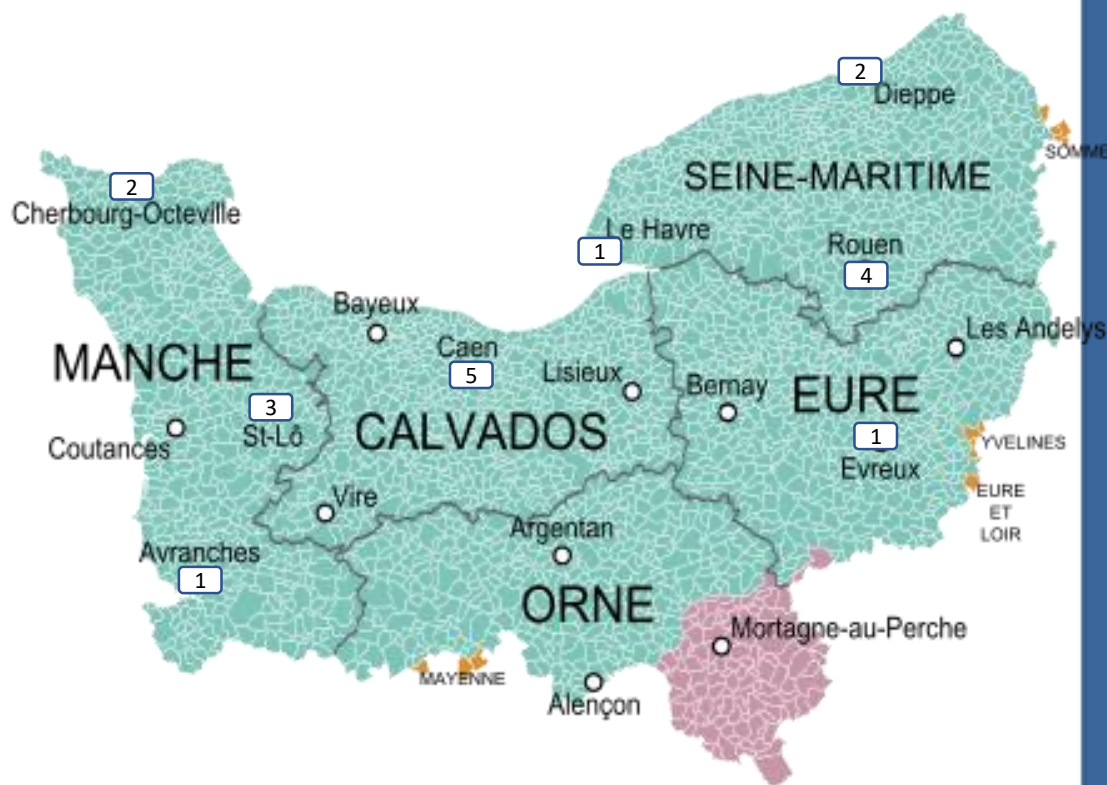 2
Dieppe
SOMME
SEINE-MARITIME
2
Cherbourg-Octeville
Le Havre
1
Rouen
4
Bayeux
Les Andelys
Caen
5
MANCHE
Lisieux
Bernay
EURE
3
St-Lô
CALVADOS
1
Evreux
Coutances
YVELINES
EURE
ET
LOIR
Vire
Argentan
Avranches
1
ORNE
Mortagne-au-Perche
MAYENNE
Alençon